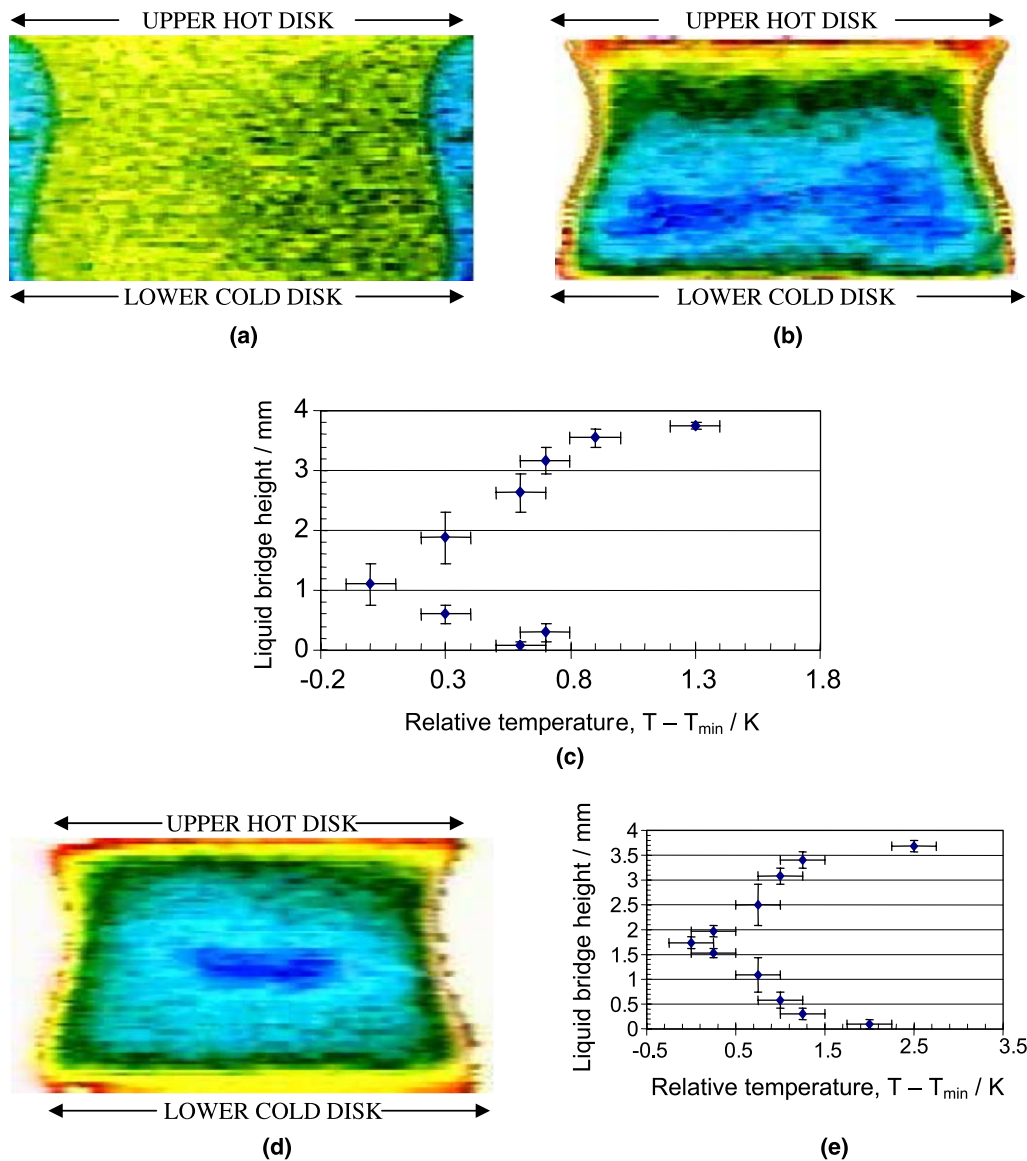 UPPER HOT DISK
LOWER COLD DISK
(a)
UPPER HOT DISK
LOWER COLD DISK
(b)
Liquid bridge height / mm
4
3
2
1
0
-0.2 0.3 0.8 1.3 1.8
Relative temperature, T – Tmin / K
(c)
UPPER HOT DISK
LOWER COLD DISK
(d)
Liquid bridge height / mm
4
3.5
3
2.5
2
1.5
1
0.5
0
-0.5 0.5 1.5 2.5 3.5
Relative temperature, T – Tmin / K
(e)